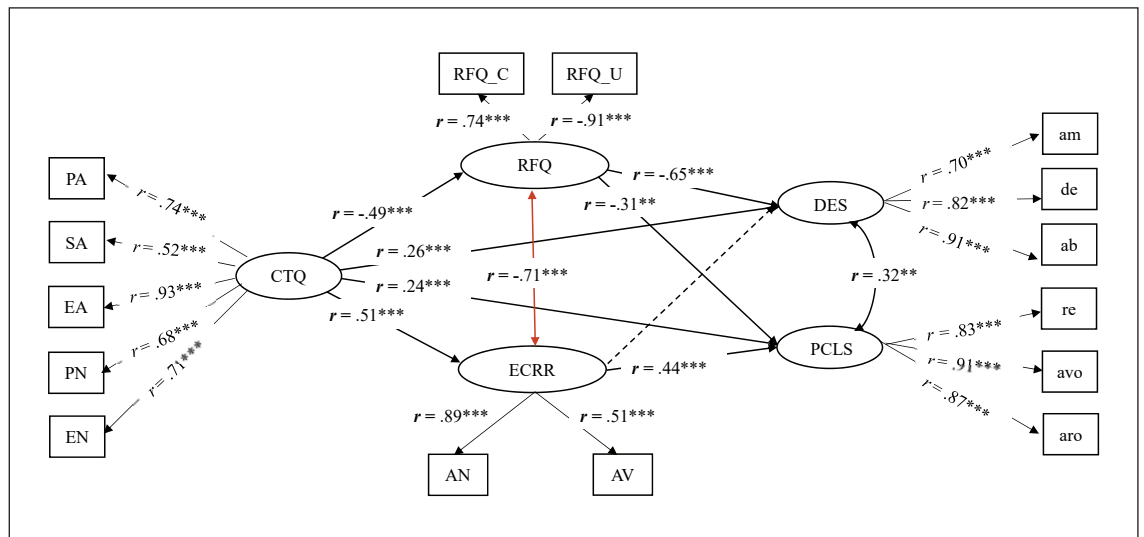 RFQ_C
RFQ_U
r = .74***
r = -.91***
am
PA
r = .74***
RFQ
r = -.65***
r = .70***
de
r = -.31**
DES
r = .82***
r = -.49***
SA
r = .52***
r = .91***
ab
r = .26***
CTQ
r = -.71***
r = .32**
r = .24***
EA
r = .93***
re
r = .51***
r = .83***
r = .68***
PN
ECRR
PCLS
r = .44***
r = .91***
avo
r = .71***
r = .87***
EN
r = .89***
r = .51***
aro
AN
AV